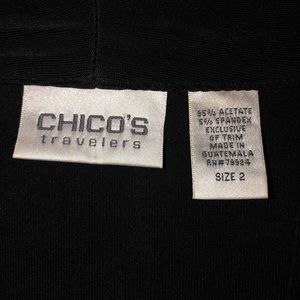 CHICO'S
travelers
95% ACETATE
5% SPANDEX
EXCLUSIVE
OF TRIM
MADE IN
GUATEMALA
RN#79984
SIZE 2